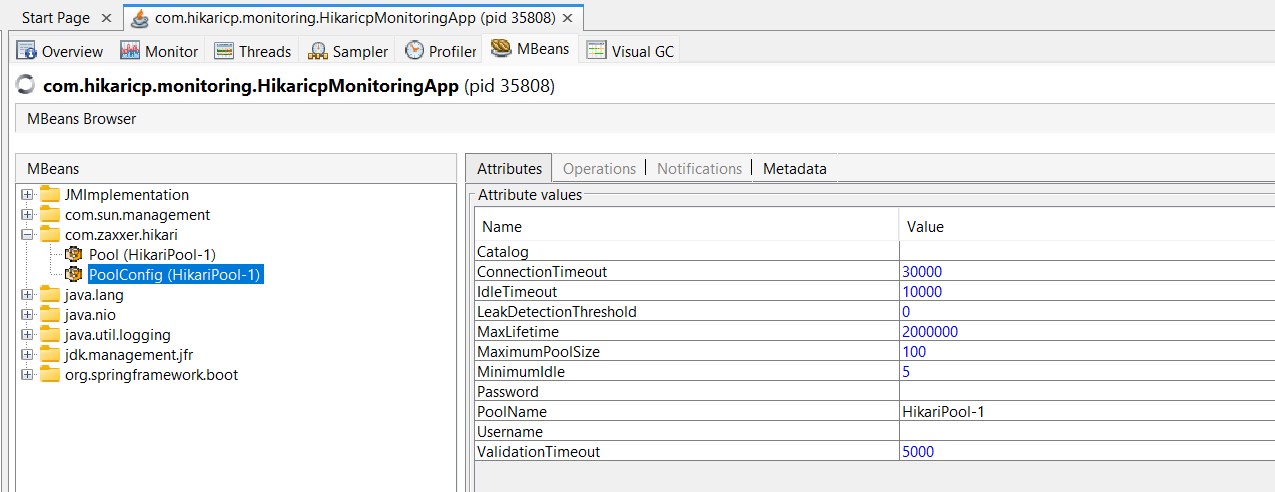 Start Page × com.hikaricp.monitoring.HikaricpMonitoringApp (pid 35808) ×
Overview Monitor Threads Sampler Profiler MBeans Visual GC
com.hikaricp.monitoring.HikaricpMonitoringApp (pid 35808)
MBeans Browser
MBeans
JMImplementation
com.sun.management
com.zaxxer.hikari
Pool (HikariPool-1)
PoolConfig (HikariPool-1)
java.lang
java.nio
java.util.logging
jdk.management.jfr
org.springframework.boot
Attributes Operations Notifications Metadata
Attribute values
Name Value
Catalog
ConnectionTimeout 30000
IdleTimeout 10000
LeakDetectionThreshold 0
MaxLifetime 2000000
MaximumPoolSize 100
MinimumIdle 5
Password
PoolName HikariPool-1
Username
ValidationTimeout 5000